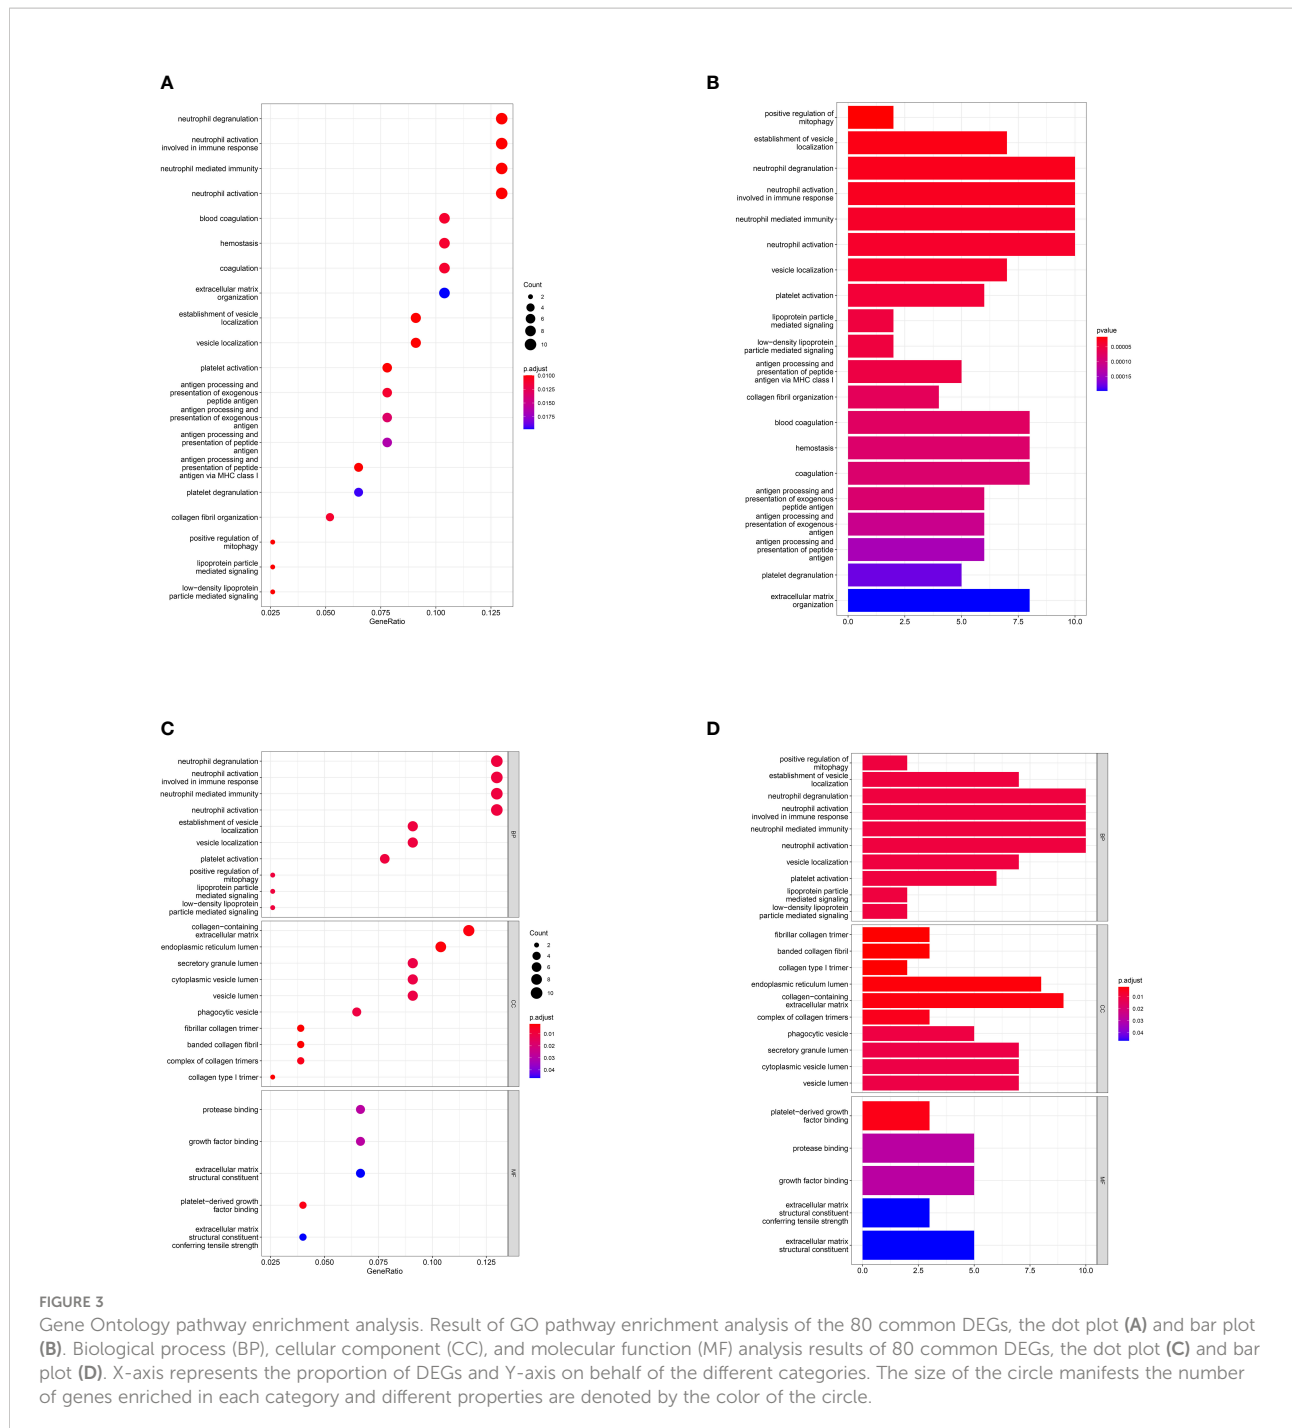 A
neutrophil degranulation
neutrophil activation
involved in immune response
neutrophil mediated immunity
neutrophil activation
blood coagulation
hemostasis
coagulation
extracellular matrix
organization
establishment of vesicle
localization
vesicle localization
platelet activation
antigen processing and
presentation of exogenous
peptide antigen
antigen processing and
presentation of exogenous
antigen
antigen processing and
presentation of peptide
antigen
antigen processing and
presentation of peptide
antigen via MHC class I
platelet degranulation
collagen fibril organization
positive regulation of
mitophagy
lipoprotein particle
mediated signaling
low−density lipoprotein
particle mediated signaling
0.025 0.050 0.075 0.100 0.125
GeneRatio
Count
2
4
6
8
10
p.adjust
0.0100
0.0125
0.0150
0.0175
B
positive regulation of
mitophagy
establishment of vesicle
localization
neutrophil degranulation
neutrophil activation
involved in immune response
neutrophil mediated immunity
neutrophil activation
vesicle localization
platelet activation
lipoprotein particle
mediated signaling
low−density lipoprotein
particle mediated signaling
antigen processing and
presentation of peptide
antigen via MHC class I
collagen fibril organization
blood coagulation
hemostasis
coagulation
antigen processing and
presentation of exogenous
peptide antigen
antigen processing and
presentation of exogenous
antigen
antigen processing and
presentation of peptide
antigen
platelet degranulation
extracellular matrix
organization
0.0 2.5 5.0 7.5 10.0
pvalue
0.00005
0.00010
0.00015
C
neutrophil degranulation
neutrophil activation
involved in immune response
neutrophil mediated immunity
neutrophil activation
establishment of vesicle
localization
vesicle localization
platelet activation
positive regulation of
mitophagy
lipoprotein particle
mediated signaling
low−density lipoprotein
particle mediated signaling
BP
collagen−containing
extracellular matrix
endoplasmic reticulum lumen
secretory granule lumen
cytoplasmic vesicle lumen
vesicle lumen
phagocytic vesicle
fibrillar collagen trimer
banded collagen fibril
complex of collagen trimers
collagen type I trimer
CC
protease binding
growth factor binding
extracellular matrix
structural constituent
platelet−derived growth
factor binding
extracellular matrix
structural constituent
conferring tensile strength
MF
0.025 0.050 0.075 0.100 0.125
GeneRatio
Count
2
4
6
8
10
p.adjust
0.01
0.02
0.03
0.04
D
positive regulation of
mitophagy
establishment of vesicle
localization
neutrophil degranulation
neutrophil activation
involved in immune response
neutrophil mediated immunity
neutrophil activation
vesicle localization
platelet activation
lipoprotein particle
mediated signaling
low−density lipoprotein
particle mediated signaling
BP
fibrillar collagen trimer
banded collagen fibril
collagen type I trimer
endoplasmic reticulum lumen
collagen−containing
extracellular matrix
complex of collagen trimers
phagocytic vesicle
secretory granule lumen
cytoplasmic vesicle lumen
vesicle lumen
CC
platelet−derived growth
factor binding
protease binding
growth factor binding
extracellular matrix
structural constituent
conferring tensile strength
extracellular matrix
structural constituent
MF
0.0 2.5 5.0 7.5 10.0
p.adjust
0.01
0.02
0.03
0.04
FIGURE 3
Gene Ontology pathway enrichment analysis. Result of GO pathway enrichment analysis of the 80 common DEGs, the dot plot (A) and bar plot
(B). Biological process (BP), cellular component (CC), and molecular function (MF) analysis results of 80 common DEGs, the dot plot (C) and bar
plot (D). X-axis represents the proportion of DEGs and Y-axis on behalf of the different categories. The size of the circle manifests the number
of genes enriched in each category and different properties are denoted by the color of the circle.